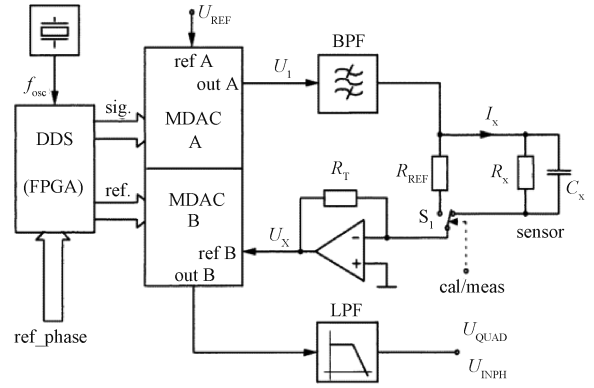 U_REF
f_osc
ref A
out A
U_1
BPF
sig.
MDAC
A
I_x
DDS
(FPGA)
R_T
R_REF
R_x
C_x
ref.
MDAC
B
S_1
U_X
ref B
sensor
out B
cal/meas
ref_phase
LPF
U_QUAD
U_INPH